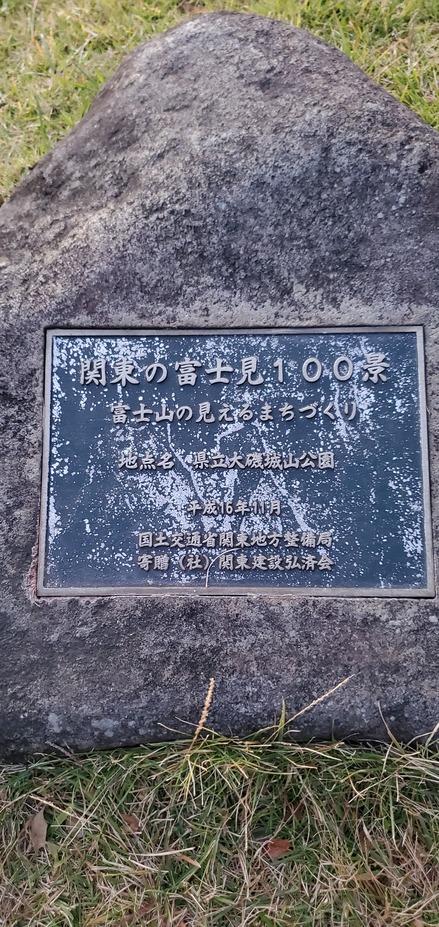 関東の富士見１００景
富士山の見えるまちづくり
地点名　県立大磯城山公園
平成16年11月
国土交通省関東地方整備局
寄贈（社）関東建設弘済会